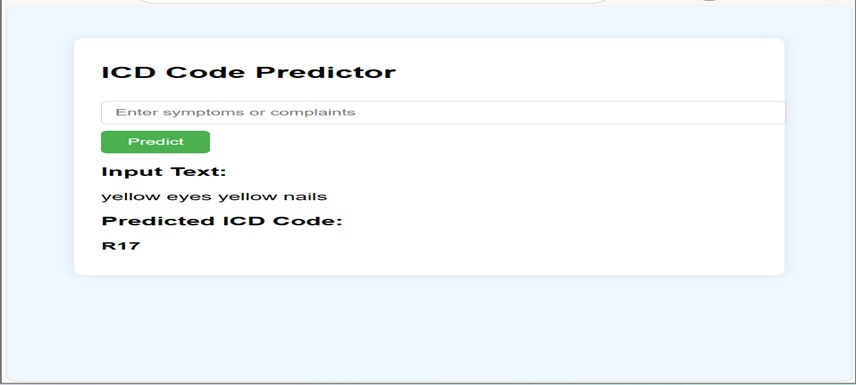 ICD Code Predictor
Enter symptoms or complaints
Predict
Input Text:
yellow eyes yellow nails
Predicted ICD Code:
R17